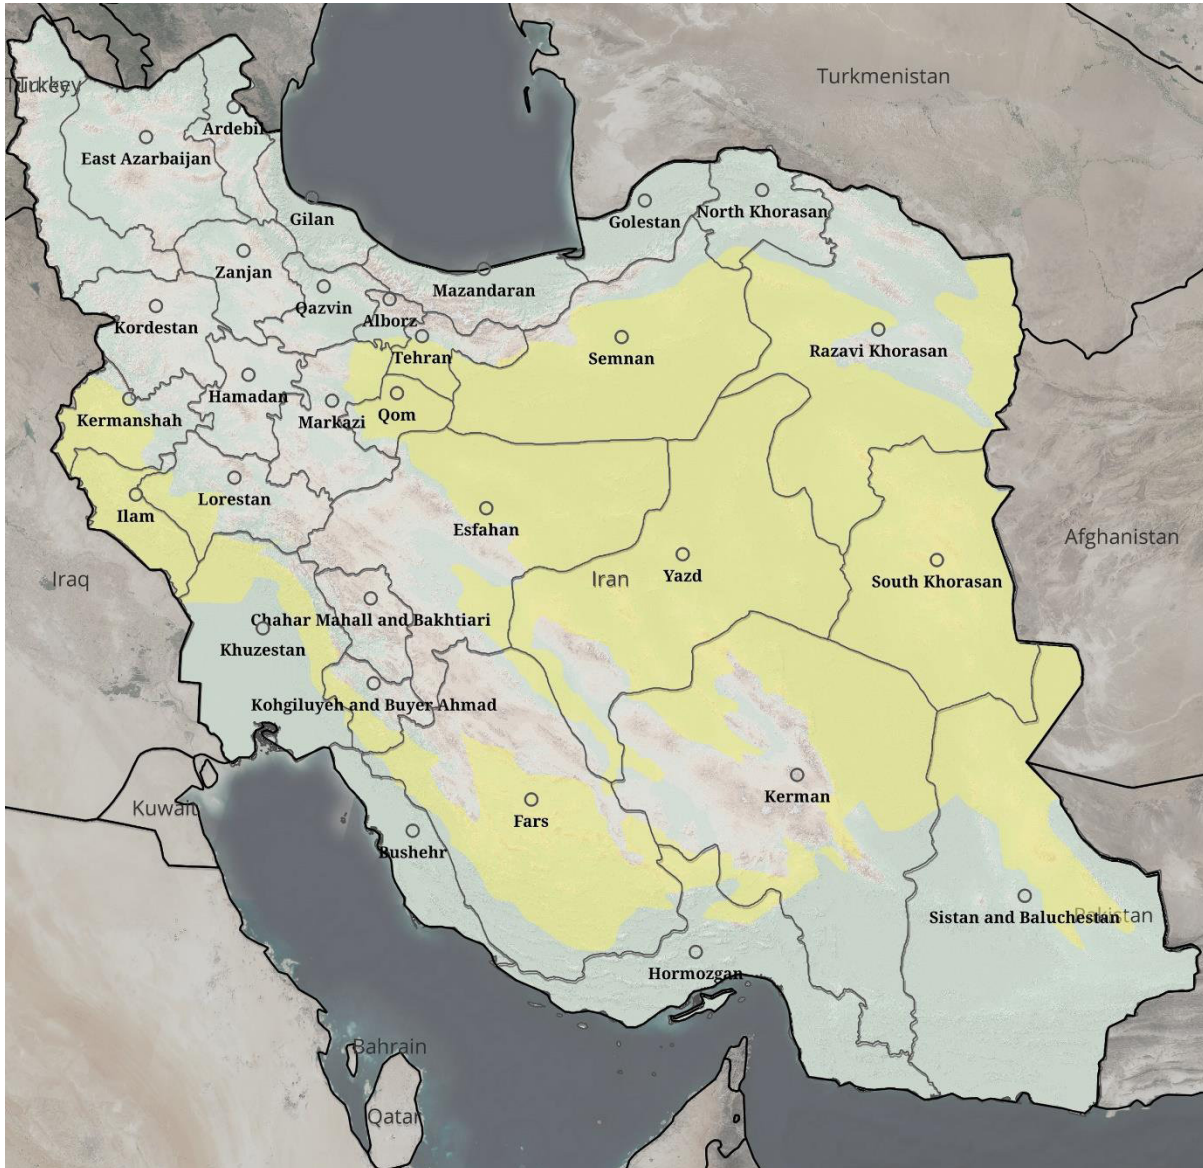 Turkmenistan
Turkey
Ardebil
East Azarbaijan
Gilan
Golestan
North Khorasan
Zanjan
Mazandaran
Qazvin
Alborz
Kordestan
Tehran
Semnan
Razavi Khorasan
Hamadan
Kermanshah
Markazi
Qom
Lorestan
Ilam
Esfahan
Afghanistan
Iraq
Iran
Yazd
South Khorasan
Chahar Mahall and Bakhtiari
Khuzestan
Kohgiluyeh and Buyer Ahmad
Kuwait
Kerman
Fars
Bushehr
Sistan and Baluchestan
Pakistan
Hormozgan
Bahrain
Qatar